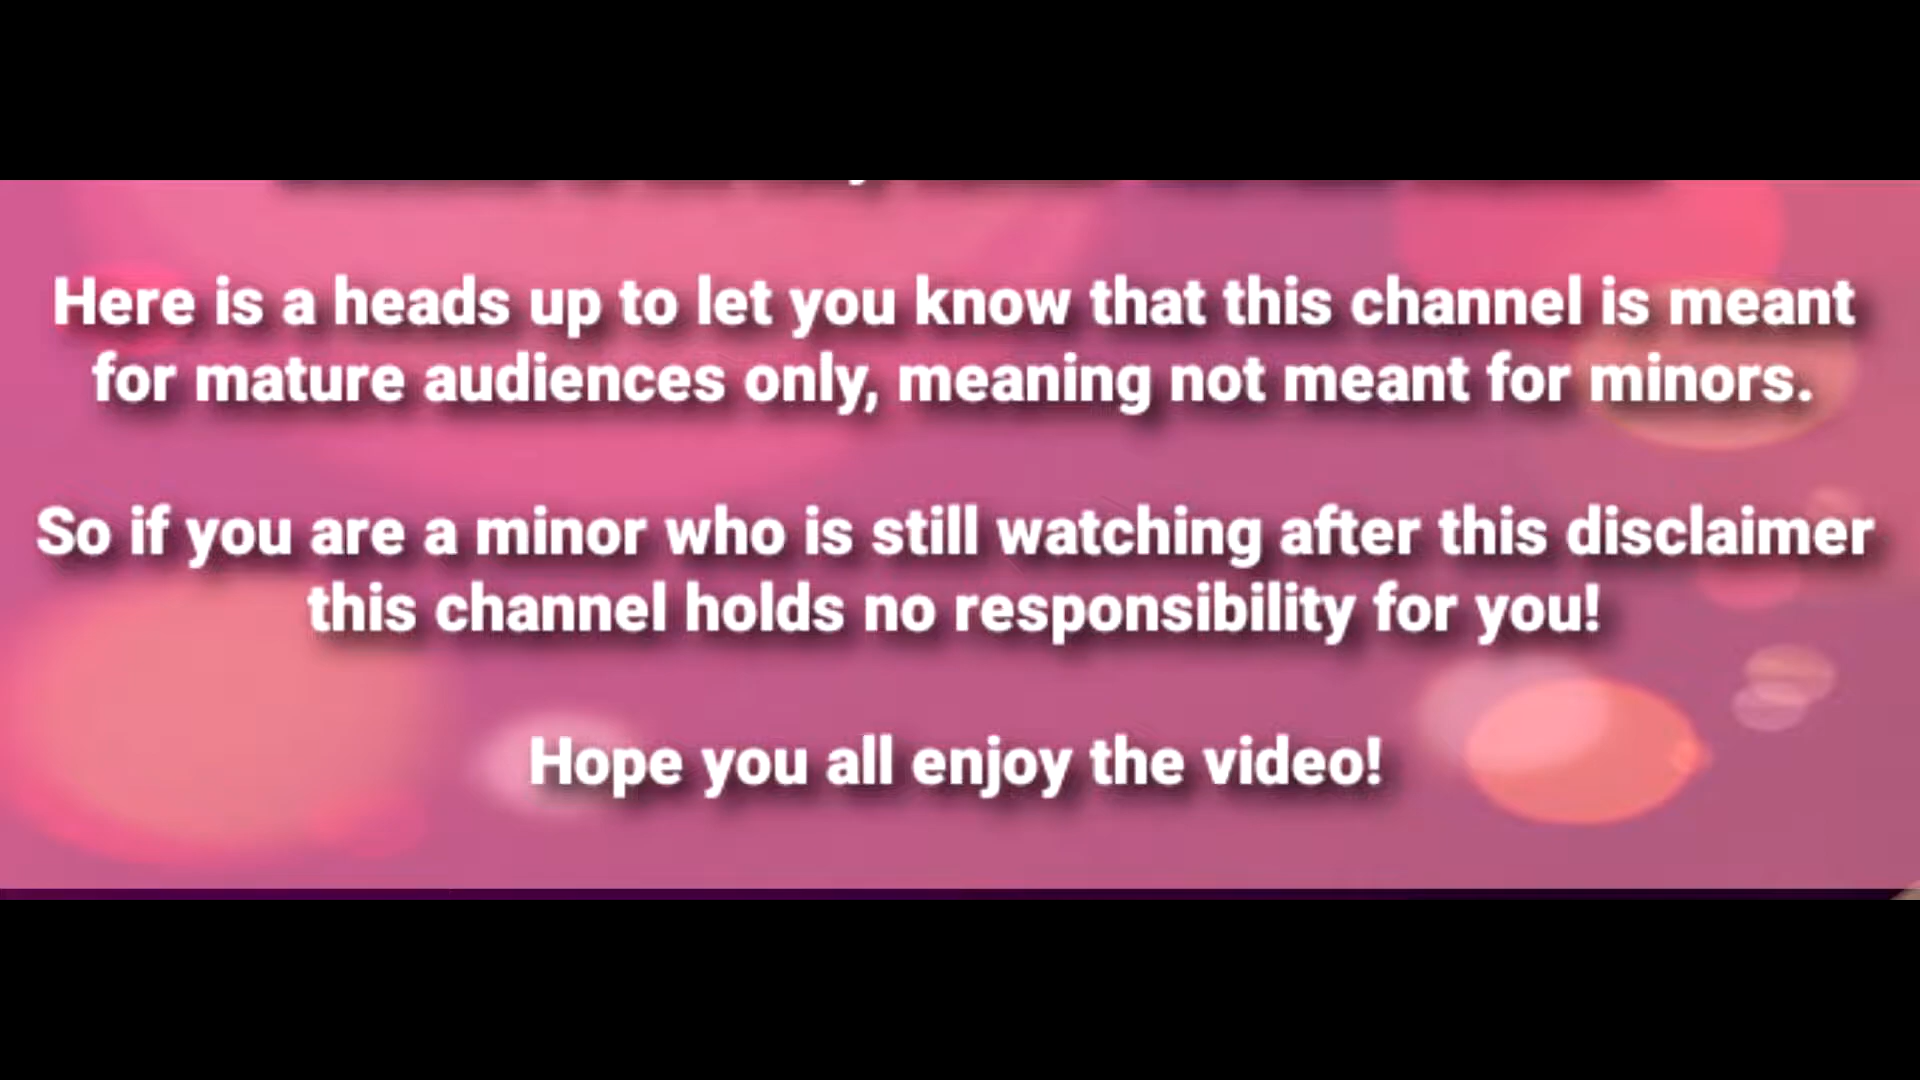 Here is a heads up to let you know that this channel is meant
for mature audiences only, meaning not meant for minors.
So if you are a minor who is still watching after this disclaimer
this channel holds no responsibility for you!
Hope you all enjoy the video!